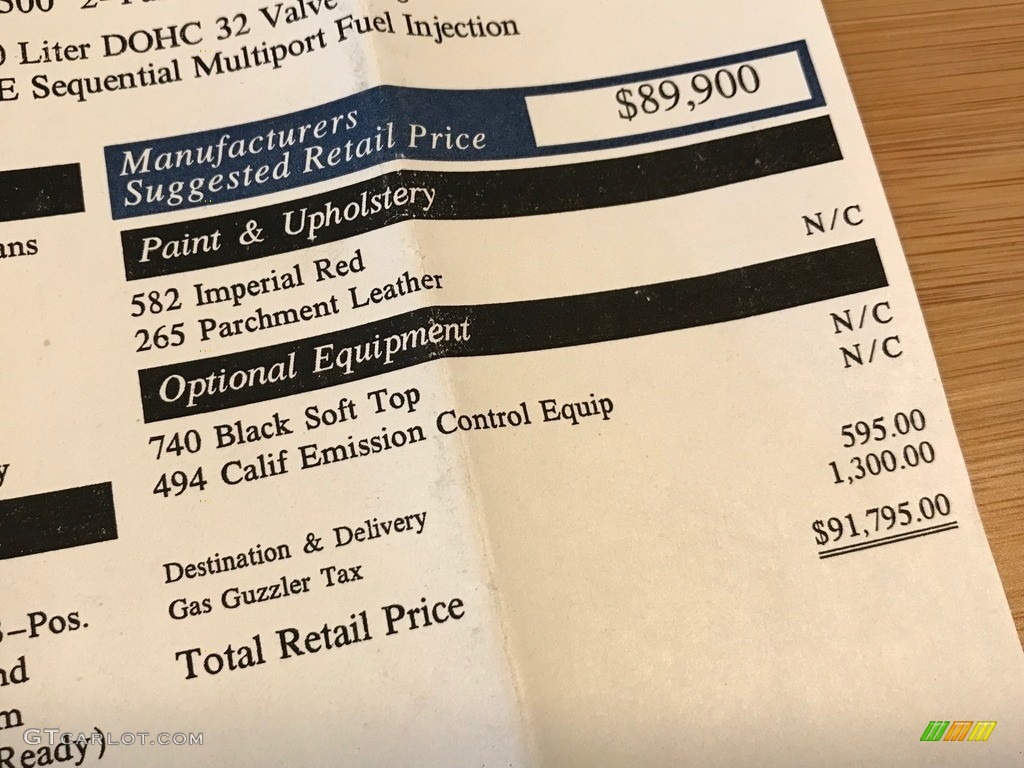 Liter DOHC 32 Valve
E Sequential Multiport Fuel Injection
Manufacturers
Suggested Retail Price $89,900
Paint & Upholstery
582 Imperial Red N/C
265 Parchment Leather
Optional Equipment
740 Black Soft Top N/C
494 Calif Emission Control Equip N/C
Destination & Delivery 595.00
Gas Guzzler Tax 1,300.00
Total Retail Price $91,795.00
ans
y
-Pos.
nd
m
Ready)
GTCARLOT.COM